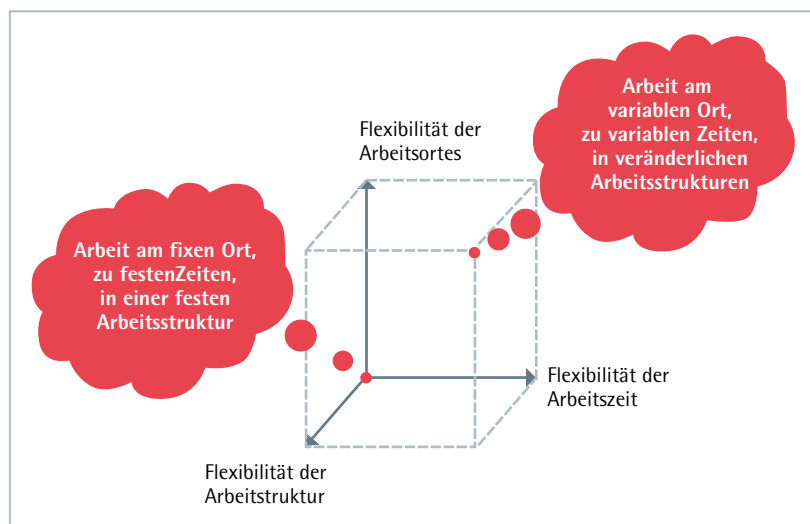 Arbeit am
variablen Ort,
zu variablen Zeiten,
in veränderlichen
Arbeitsstrukturen
Flexibilität der
Arbeitsortes
Arbeit am fixen Ort,
zu festenZeiten,
in einer festen
Arbeitsstruktur
Flexibilität der
Arbeitszeit
Flexibilität der
Arbeitstruktur